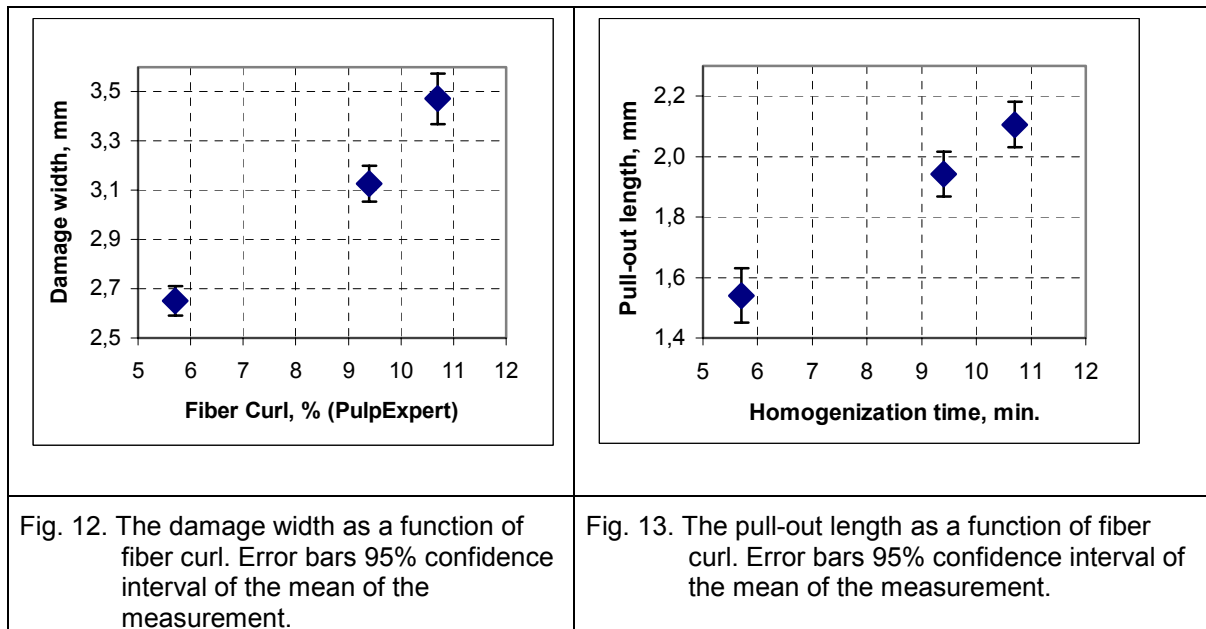 3,5
3,3
3,1
2,9
2,7
2,5
Damage width, mm
5 6 7 8 9 10 11 12
Fiber Curl, % (PulpExpert)
2,2
2,0
1,8
1,6
1,4
Pull-out length, mm
5 6 7 8 9 10 11 12
Homogenization time, min.
Fig. 12. The damage width as a function of
fiber curl. Error bars 95% confidence
interval of the mean of the
measurement.
Fig. 13. The pull-out length as a function of fiber
curl. Error bars 95% confidence interval of
the mean of the measurement.